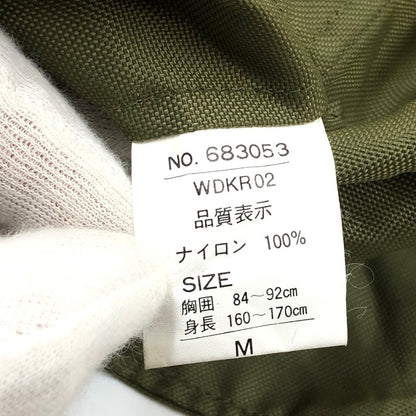 NO. 683053
WDKR02
品質表示
ナイロン 100%
SIZE
胸囲 84～92cm
身長 160～170cm
M